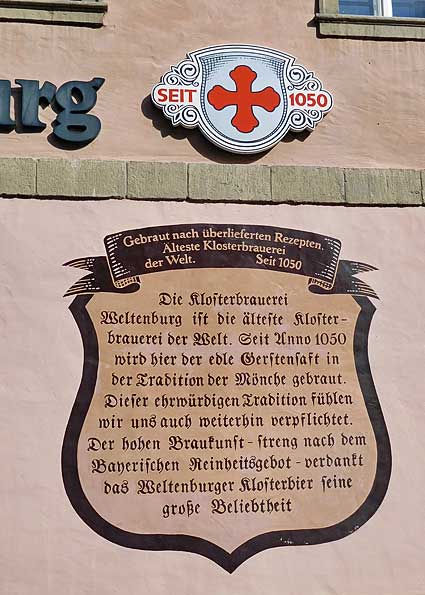 urg
SEIT 1050
Gebraut nach überlieferten Rezepten.
Älteste Klosterbrauerei
der Welt. Seit 1050
Die Klosterbrauerei
Weltenburg ist die älteste Kloster-
brauerei der Welt. Seit Anno 1050
wird hier der edle Gerstensaft in
der Tradition der Mönche gebraut.
Dieser ehrwürdigen Tradition fühlen
wir uns auch weiterhin verpflichtet.
Der hohen Braukunst - streng nach dem
Bayerischen Reinheitsgebot - verdankt
das Weltenburger Klosterbier seine
große Beliebtheit